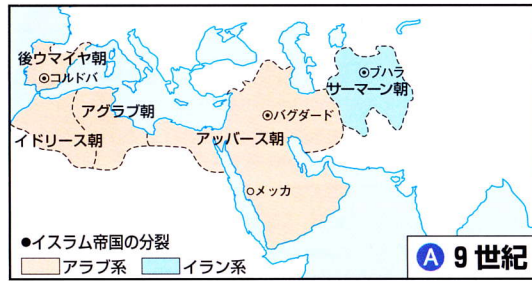 後ウマイヤ朝
◎コルドバ
アグラブ朝
イドリース朝
アッバース朝
◎バグダード
◎ブハラ
サーマーン朝
○メッカ
●イスラム帝国の分裂
アラブ系 イラン系
A 9世紀